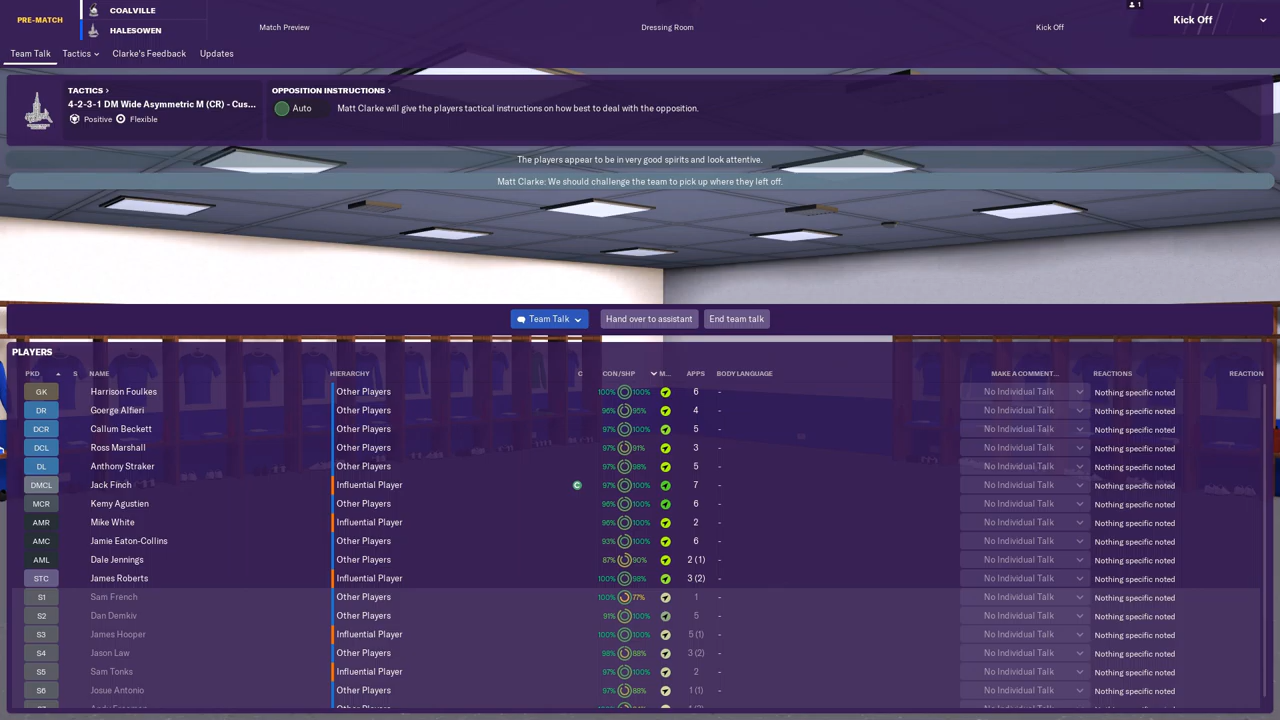 PRE-MATCH
COALVILLE
HALESOWEN
Match Preview
Dressing Room
Kick Off
1
Kick Off
Team Talk
Tactics
Clarke's Feedback
Updates
TACTICS >
4-2-3-1 DM Wide Asymmetric M (CR) - Cus...
Positive Flexible
OPPOSITION INSTRUCTIONS >
Auto Matt Clarke will give the players tactical instructions on how best to deal with the opposition.
The players appear to be in very good spirits and look attentive.
Matt Clarke: We should challenge the team to pick up where they left off.
Team Talk Hand over to assistant End team talk
PLAYERS
PKD S NAME HIERARCHY C CON/SHP M... APPS BODY LANGUAGE MAKE A COMMENT... REACTIONS REACTION
GK Harrison Foulkes Other Players 100% 100% 6 - No Individual Talk Nothing specific noted
DR Goerge Alfieri Other Players 96% 95% 4 - No Individual Talk Nothing specific noted
DCR Callum Beckett Other Players 97% 100% 5 - No Individual Talk Nothing specific noted
DCL Ross Marshall Other Players 97% 91% 3 - No Individual Talk Nothing specific noted
DL Anthony Straker Other Players 97% 98% 5 - No Individual Talk Nothing specific noted
DMCL Jack Finch Influential Player C 97% 100% 7 - No Individual Talk Nothing specific noted
MCR Kemy Agustien Other Players 96% 100% 6 - No Individual Talk Nothing specific noted
AMR Mike White Influential Player 96% 100% 2 - No Individual Talk Nothing specific noted
AMC Jamie Eaton-Collins Other Players 93% 100% 6 - No Individual Talk Nothing specific noted
AML Dale Jennings Other Players 87% 90% 2 (1) - No Individual Talk Nothing specific noted
STC James Roberts Influential Player 100% 98% 3 (2) - No Individual Talk Nothing specific noted
S1 Sam French Other Players 100% 77% 1 - No Individual Talk Nothing specific noted
S2 Dan Demkiv Other Players 91% 100% 5 - No Individual Talk Nothing specific noted
S3 James Hooper Influential Player 100% 100% 5 (1) - No Individual Talk Nothing specific noted
S4 Jason Law Other Players 98% 88% 3 (2) - No Individual Talk Nothing specific noted
S5 Sam Tonks Influential Player 97% 100% 2 - No Individual Talk Nothing specific noted
S6 Josue Antonio Other Players 97% 88% 1 (1) - No Individual Talk Nothing specific noted